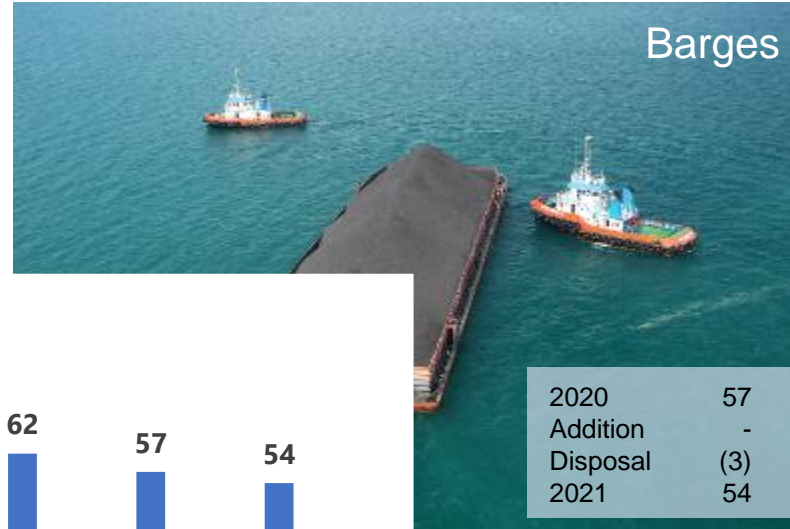 Barges
62
57
54
2020 57
Addition -
Disposal (3)
2021 54